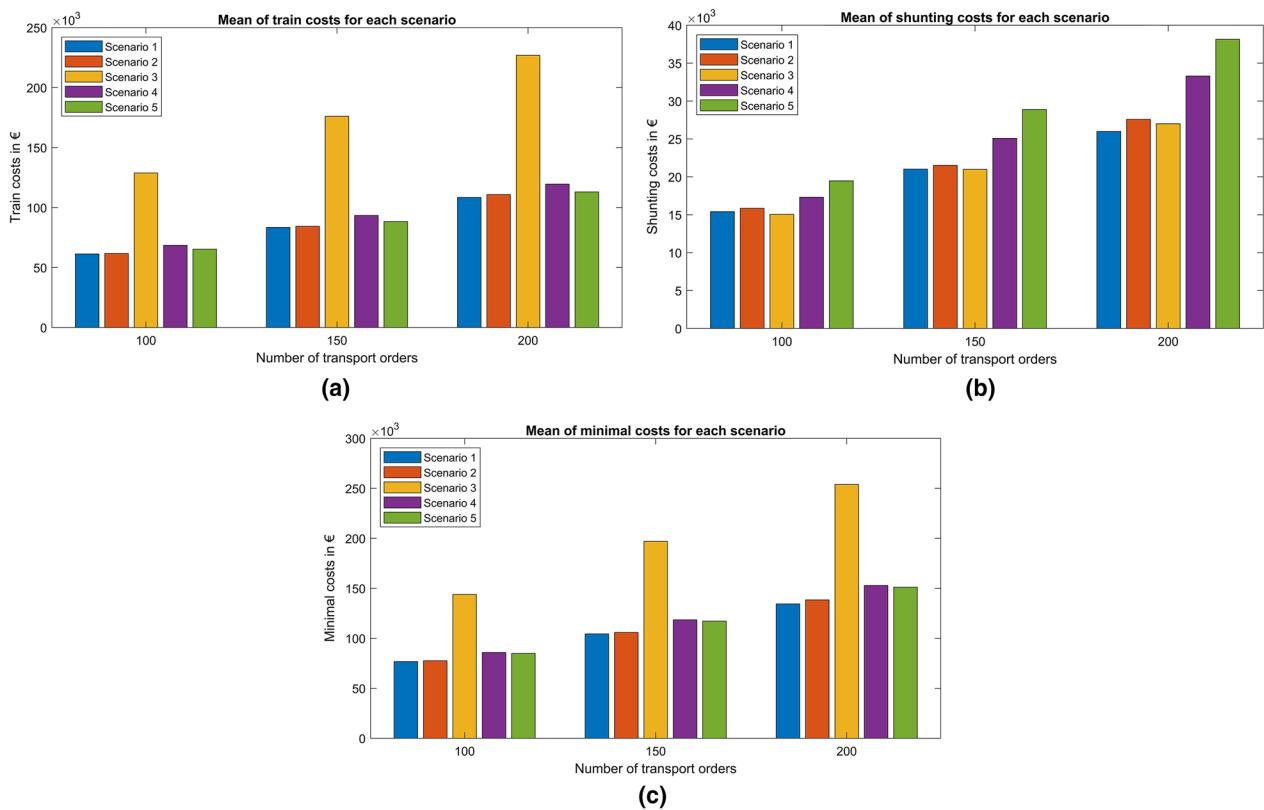 Mean of train costs for each scenario
×10³
250
200
150
100
50
0
Train costs in €
Scenario 1
Scenario 2
Scenario 3
Scenario 4
Scenario 5
100 150 200
Number of transport orders
(a)
Mean of shunting costs for each scenario
×10³
40
35
30
25
20
15
10
5
0
Shunting costs in €
Scenario 1
Scenario 2
Scenario 3
Scenario 4
Scenario 5
100 150 200
Number of transport orders
(b)
Mean of minimal costs for each scenario
×10³
300
250
200
150
100
50
0
Minimal costs in €
Scenario 1
Scenario 2
Scenario 3
Scenario 4
Scenario 5
100 150 200
Number of transport orders
(c)